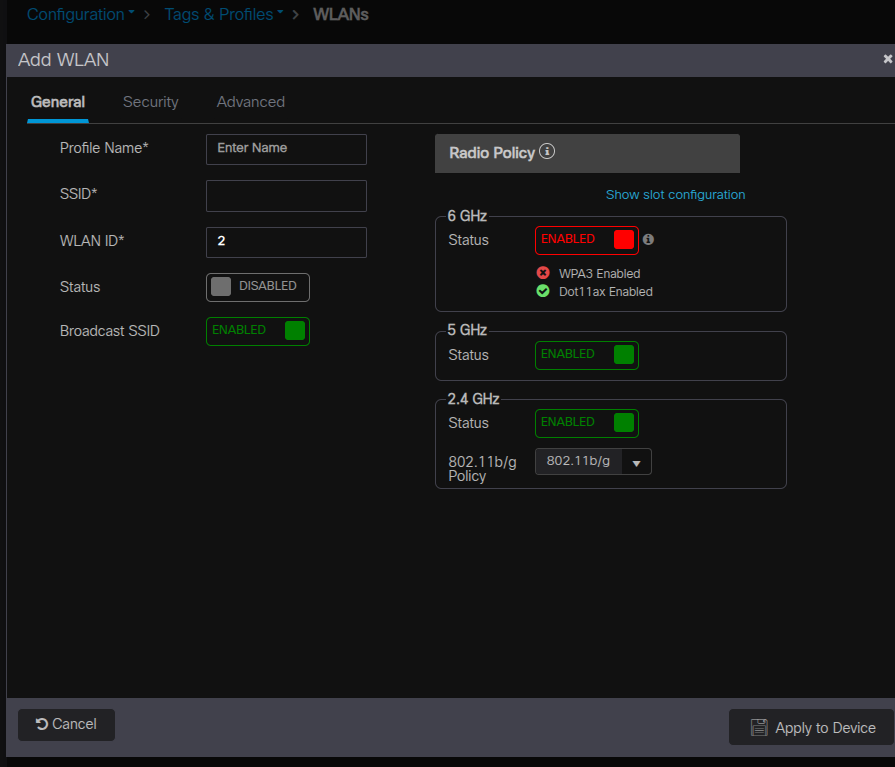 Configuration > Tags & Profiles > WLANs
Add WLAN
General Security Advanced
Profile Name* Enter Name
SSID*
WLAN ID* 2
Status DISABLED
Broadcast SSID ENABLED
Radio Policy
Show slot configuration
6 GHz
Status ENABLED
WPA3 Enabled
Dot11ax Enabled
5 GHz
Status ENABLED
2.4 GHz
Status ENABLED
802.11b/g 802.11b/g
Policy
Cancel Apply to Device